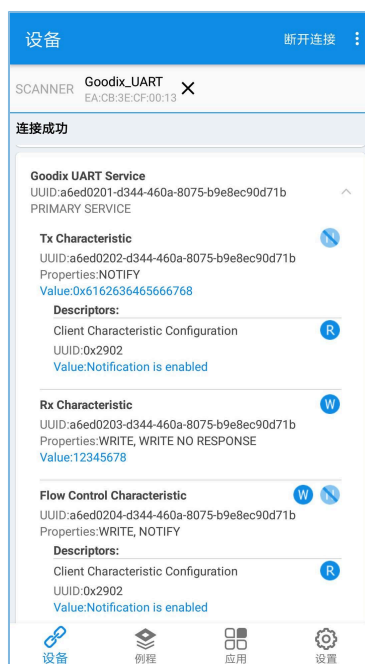 设备
断开连接
SCANNER
Goodix_UART
EA:CB:3E:CF:00:13
连接成功
Goodix UART Service
UUID:a6ed0201-d344-460a-8075-b9e8ec90d71b
PRIMARY SERVICE
Tx Characteristic
UUID:a6ed0202-d344-460a-8075-b9e8ec90d71b
Properties:NOTIFY
Value:0x6162636465666768
Descriptors:
Client Characteristic Configuration
R
UUID:0x2902
Value:Notification is enabled
Rx Characteristic
W
UUID:a6ed0203-d344-460a-8075-b9e8ec90d71b
Properties:WRITE, WRITE NO RESPONSE
Value:12345678
Flow Control Characteristic
W
UUID:a6ed0204-d344-460a-8075-b9e8ec90d71b
Properties:WRITE, NOTIFY
Descriptors:
Client Characteristic Configuration
R
UUID:0x2902
Value:Notification is enabled
设备 例程 应用 设置